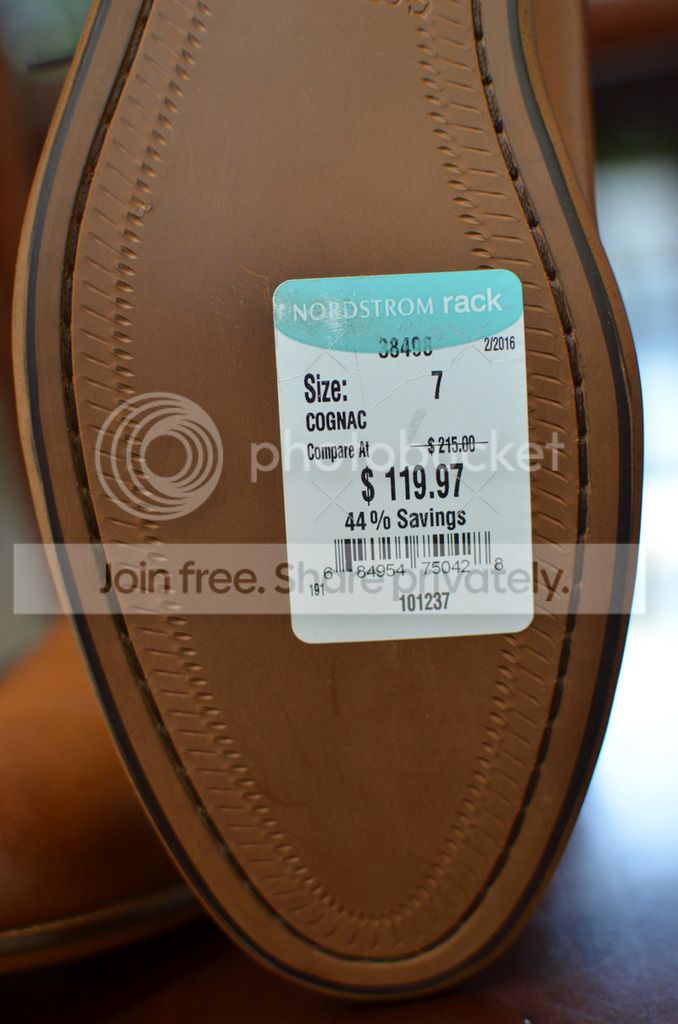 NORDSTROM rack
38498 2/2016
Size: 7
COGNAC
Compare At $ 215.00
photobucket
$ 119.97
44% Savings
6 84954 75042 8
Join free. Share privately.
191
101237